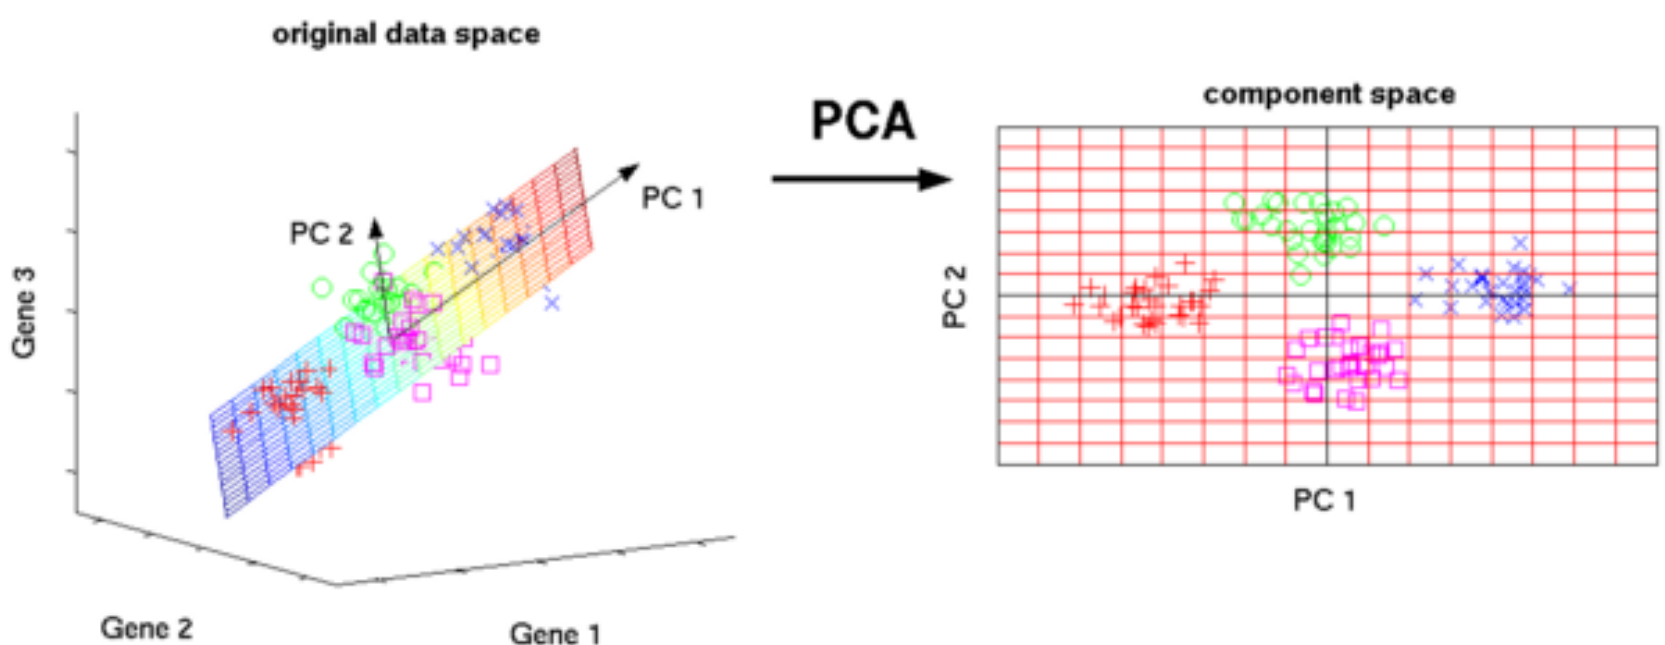 original data space
PC 1
PC 2
Gene 3
Gene 2
Gene 1
PCA
component space
PC 2
PC 1